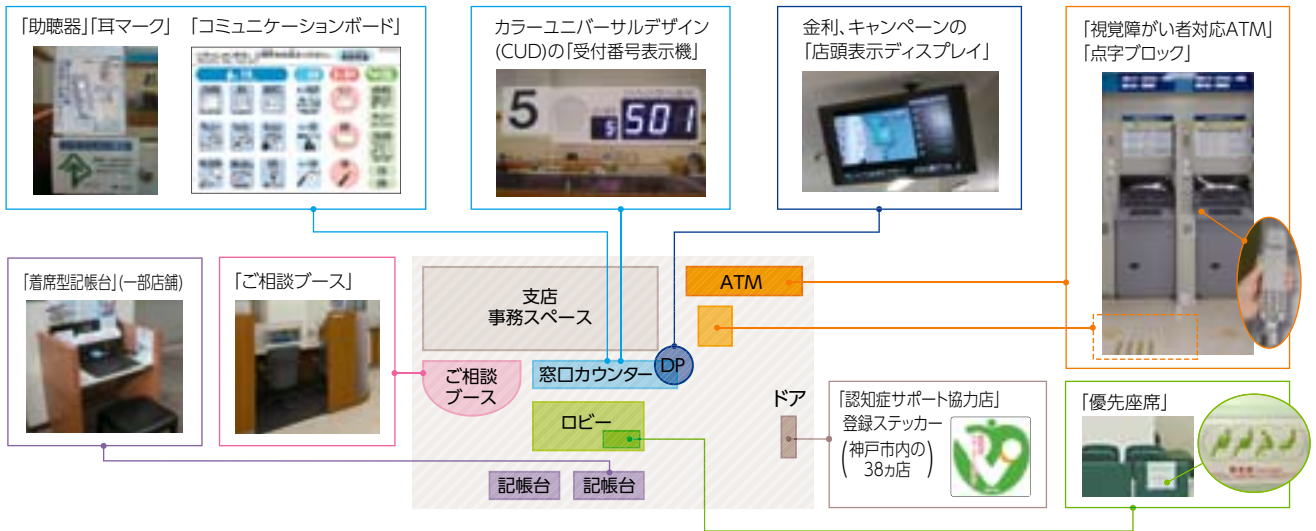 「助聴器」「耳マーク」
「コミュニケーションボード」
カラーユニバーサルデザイン
(CUD)の「受付番号表示機」
5
5 501
金利、キャンペーンの
「店頭表示ディスプレイ」
「視覚障がい者対応ATM」
「点字ブロック」
「着席型記帳台」(一部店舗)
「ご相談ブース」
支店
事務スペース
ATM
ご相談
ブース
窓口カウンター
DP
ロビー
ドア
記帳台
記帳台
「認知症サポート協力店」
登録ステッカー
(神戸市内の
38ヵ店)
「優先座席」